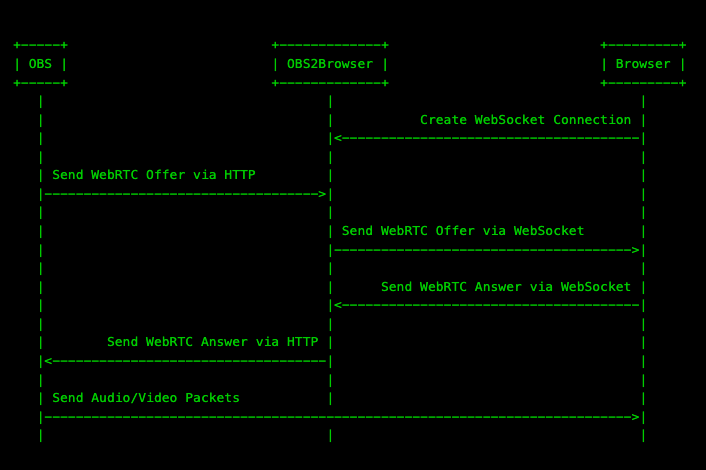 OBS OBS2Browser Browser
Create WebSocket Connection
Send WebRTC Offer via HTTP
Send WebRTC Offer via WebSocket
Send WebRTC Answer via WebSocket
Send WebRTC Answer via HTTP
Send Audio/Video Packets